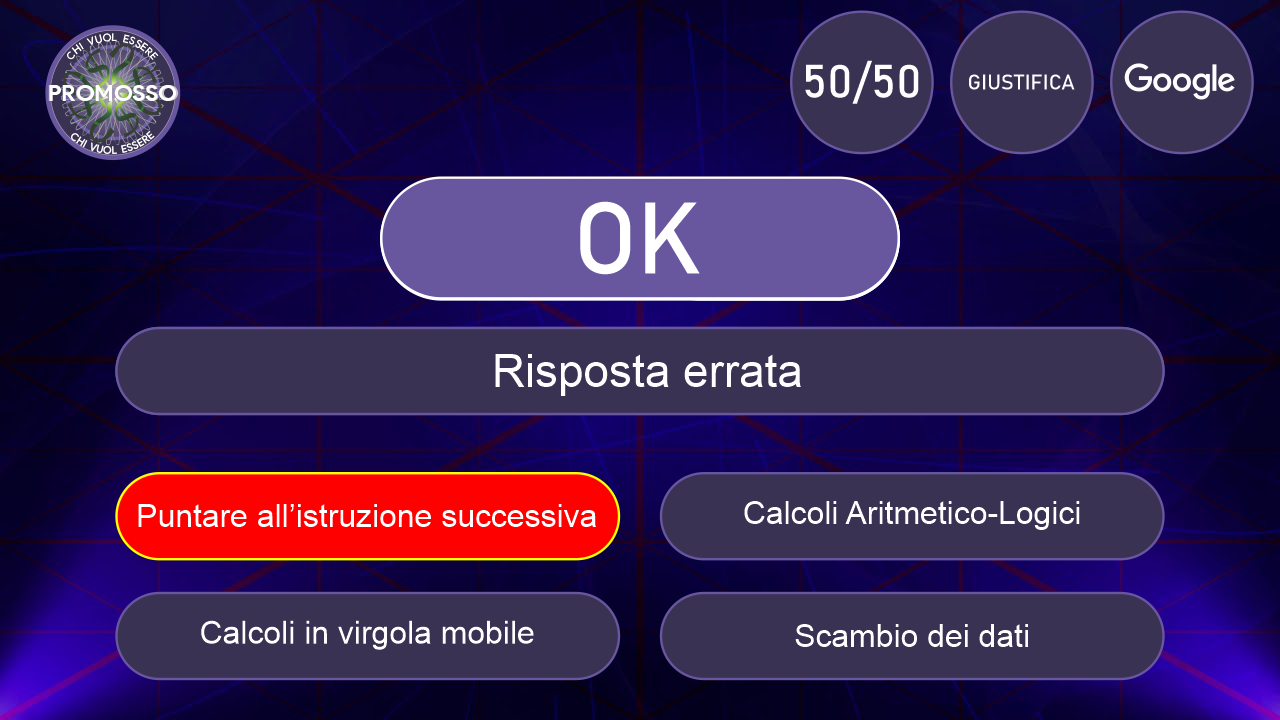 CHI VUOL ESSERE
PROMOSSO
CHI VUOL ESSERE
50/50
GIUSTIFICA
Google
OK
Risposta errata
Puntare all’istruzione successiva
Calcoli Aritmetico-Logici
Calcoli in virgola mobile
Scambio dei dati